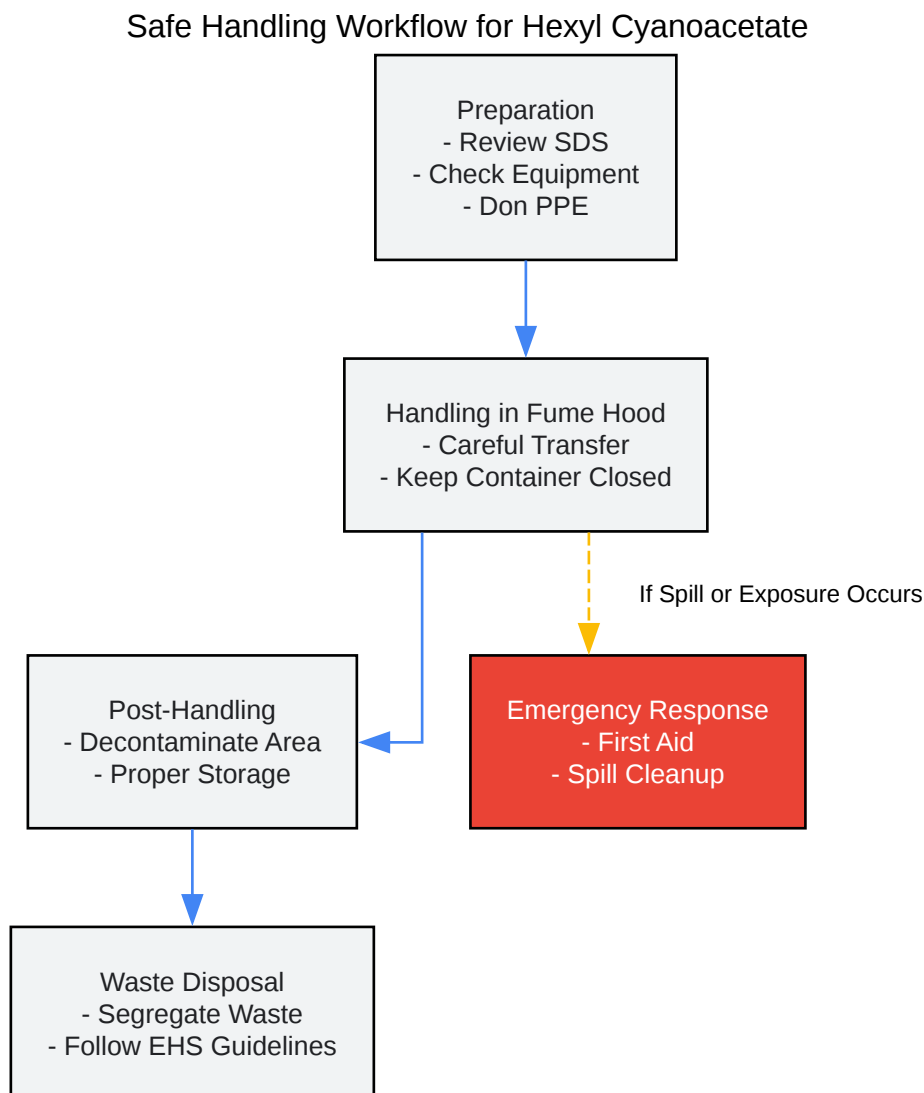 Safe Handling Workflow for Hexyl Cyanoacetate
Preparation
- Review SDS
- Check Equipment
- Don PPE
Handling in Fume Hood
- Careful Transfer
- Keep Container Closed
If Spill or Exposure Occurs
Post-Handling
- Decontaminate Area
- Proper Storage
Emergency Response
- First Aid
- Spill Cleanup
Waste Disposal
- Segregate Waste
- Follow EHS Guidelines